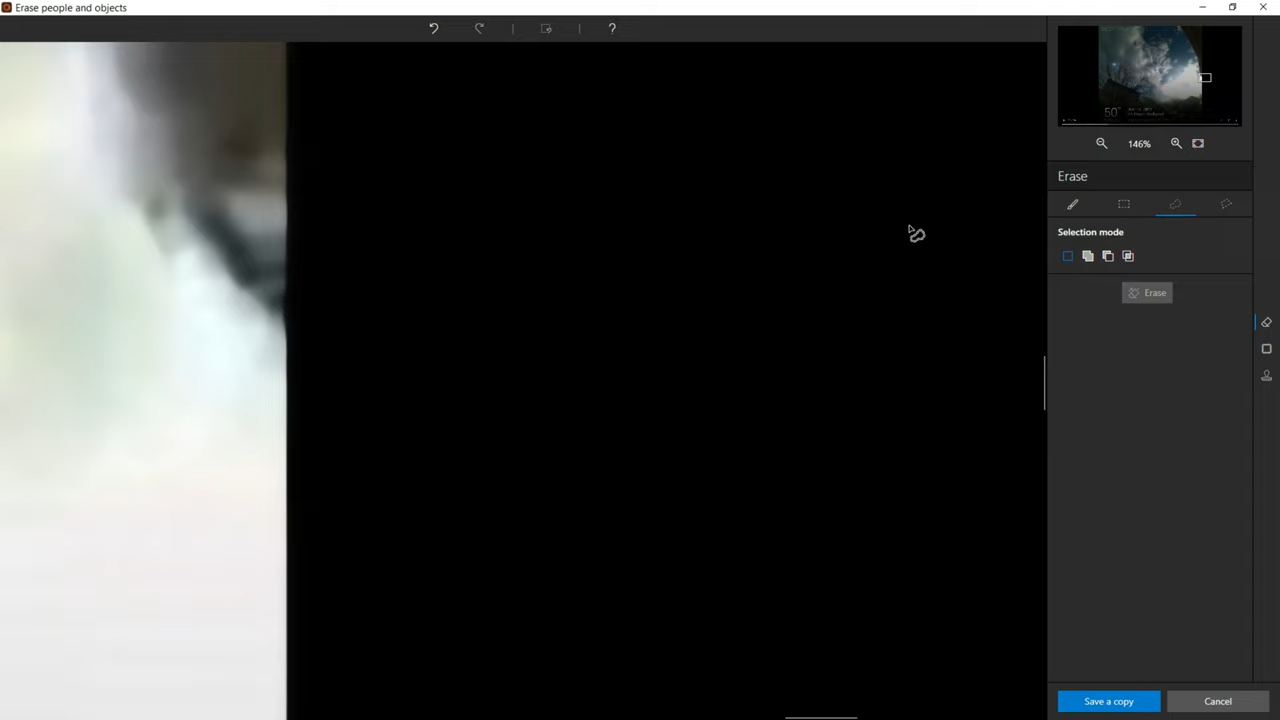 Erase people and objects
?
50°
146%
Erase
Selection mode
Erase
Save a copy
Cancel